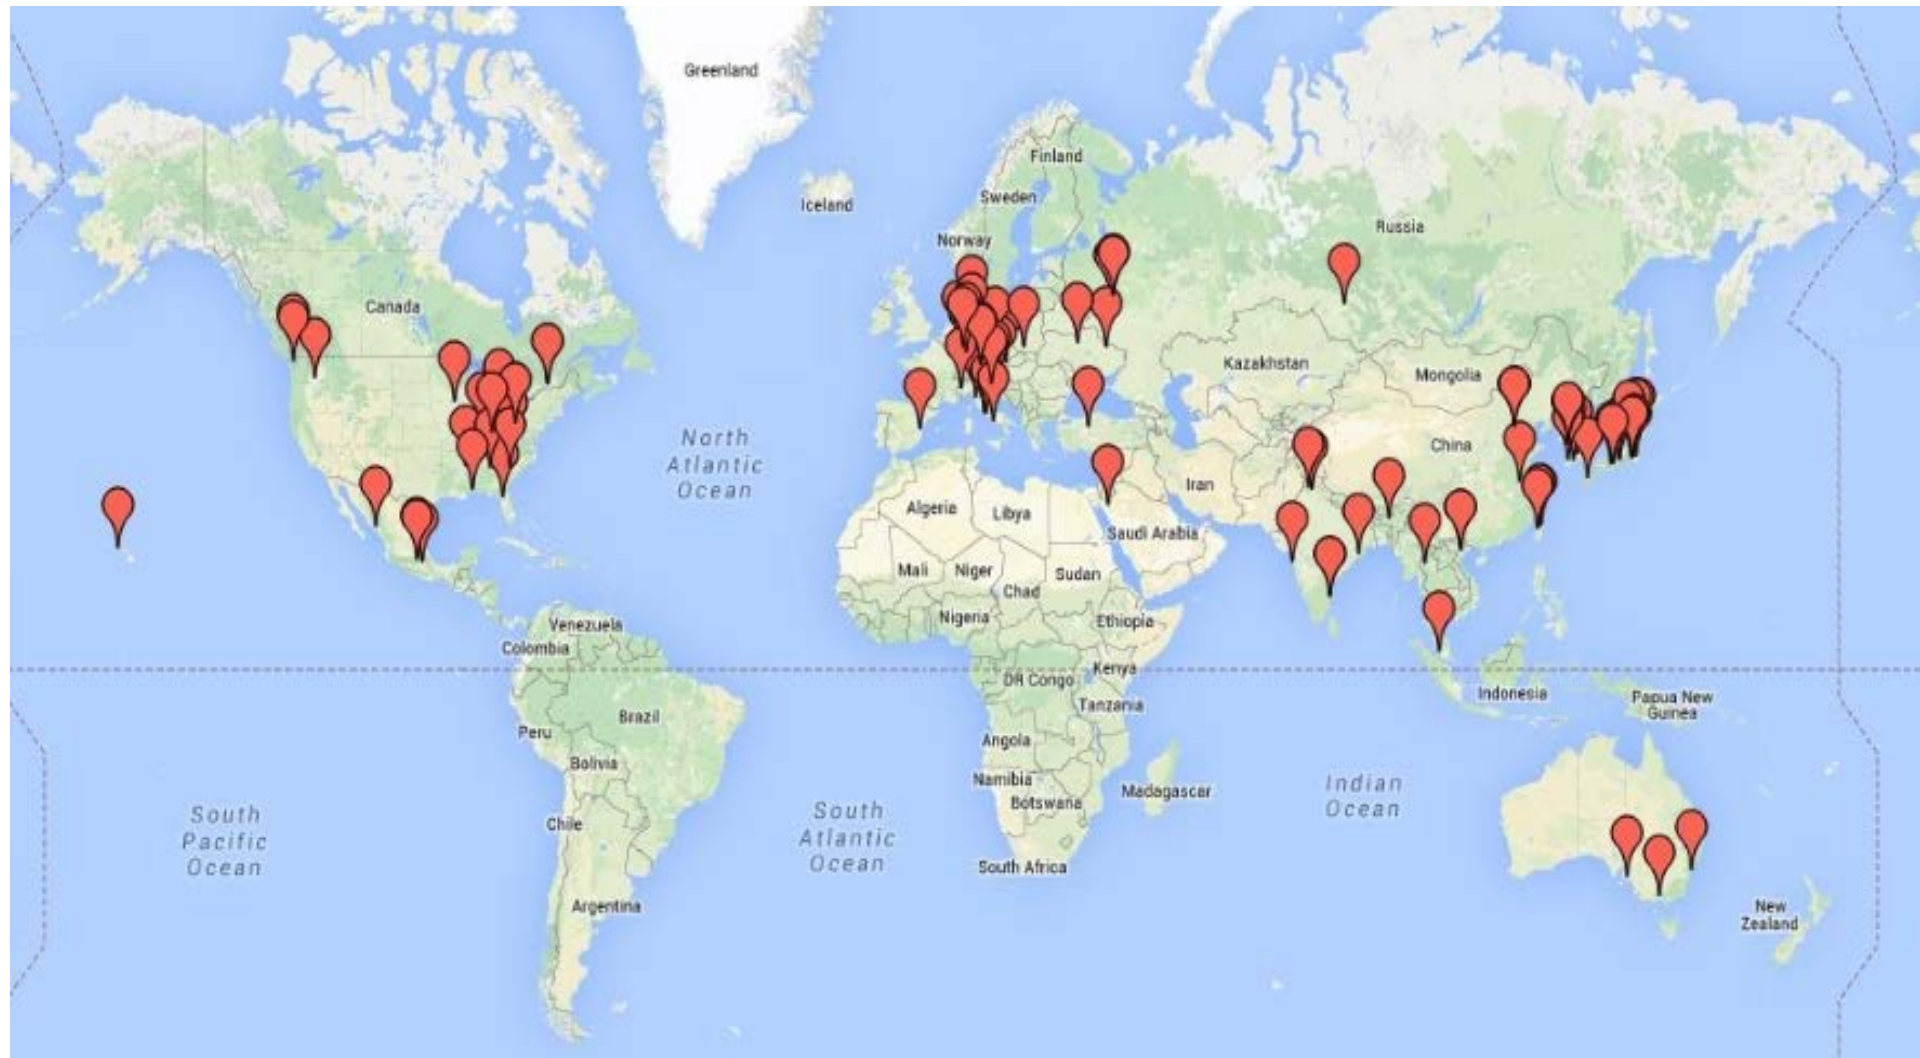 Greenland
Finland
Iceland
Sweden
Russia
Norway
Canada
Kazakhstan
Mongolia
North
Atlantic
Ocean
China
Iran
Algeria
Libya
Saudi Arabia
Mali
Niger
Chad
Sudan
Nigeria
Ethiopia
Venezuela
Colombia
Kenya
DR Congo
Tanzania
Indonesia
Papua New
Guinea
Brazil
Peru
Angola
Bolivia
Namibia
Botswana
Madagascar
Indian
Ocean
South
Pacific
Ocean
Chile
South
Atlantic
Ocean
South Africa
Argentina
New
Zealand